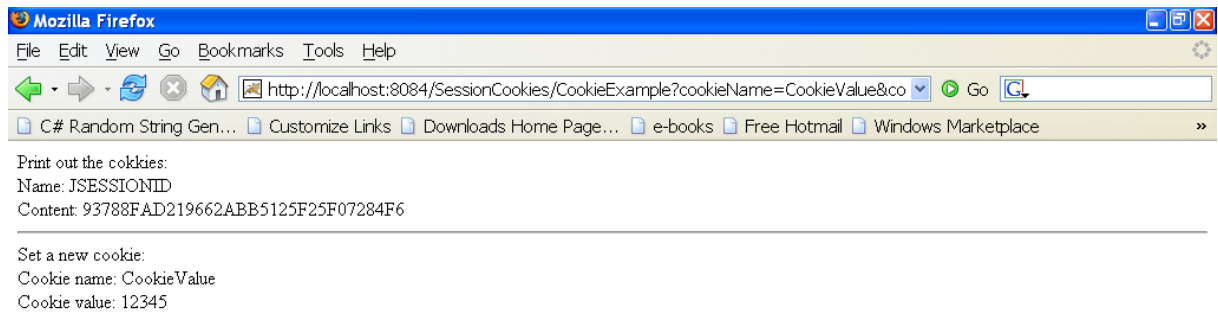 Mozilla Firefox
File Edit View Go Bookmarks Tools Help
http://localhost:8084/SessionCookies/CookieExample?cookieName=CookieValue&co Go G
C# Random String Gen... Customize Links Downloads Home Page... e-books Free Hotmail Windows Marketplace »
Print out the cokkies:
Name: JSESSIONID
Content: 93788FAD219662ABB5125F25F07284F6
Set a new cookie:
Cookie name: CookieValue
Cookie value: 12345